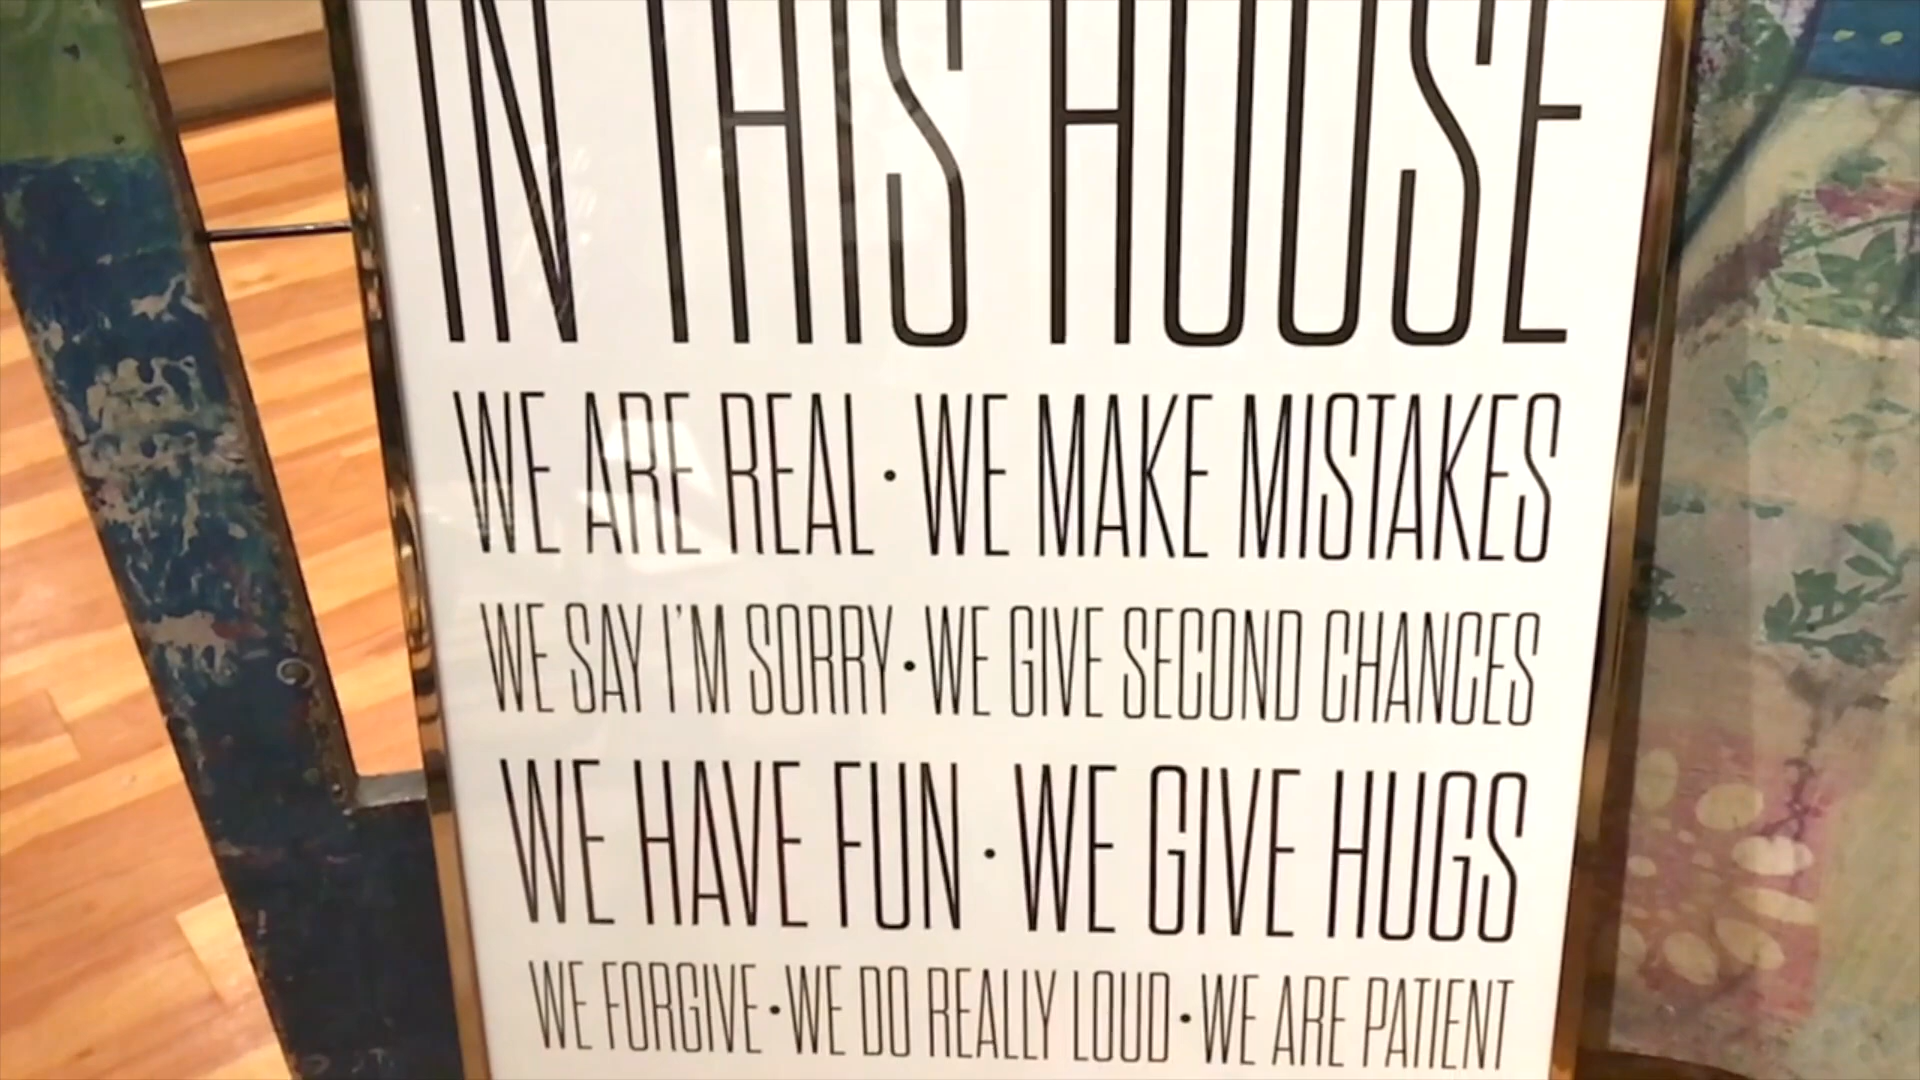 IN THIS HOUSE
WE ARE REAL · WE MAKE MISTAKES
WE SAY I'M SORRY · WE GIVE SECOND CHANCES
WE HAVE FUN · WE GIVE HUGS
WE FORGIVE · WE DO REALLY LOUD · WE ARE PATIENT